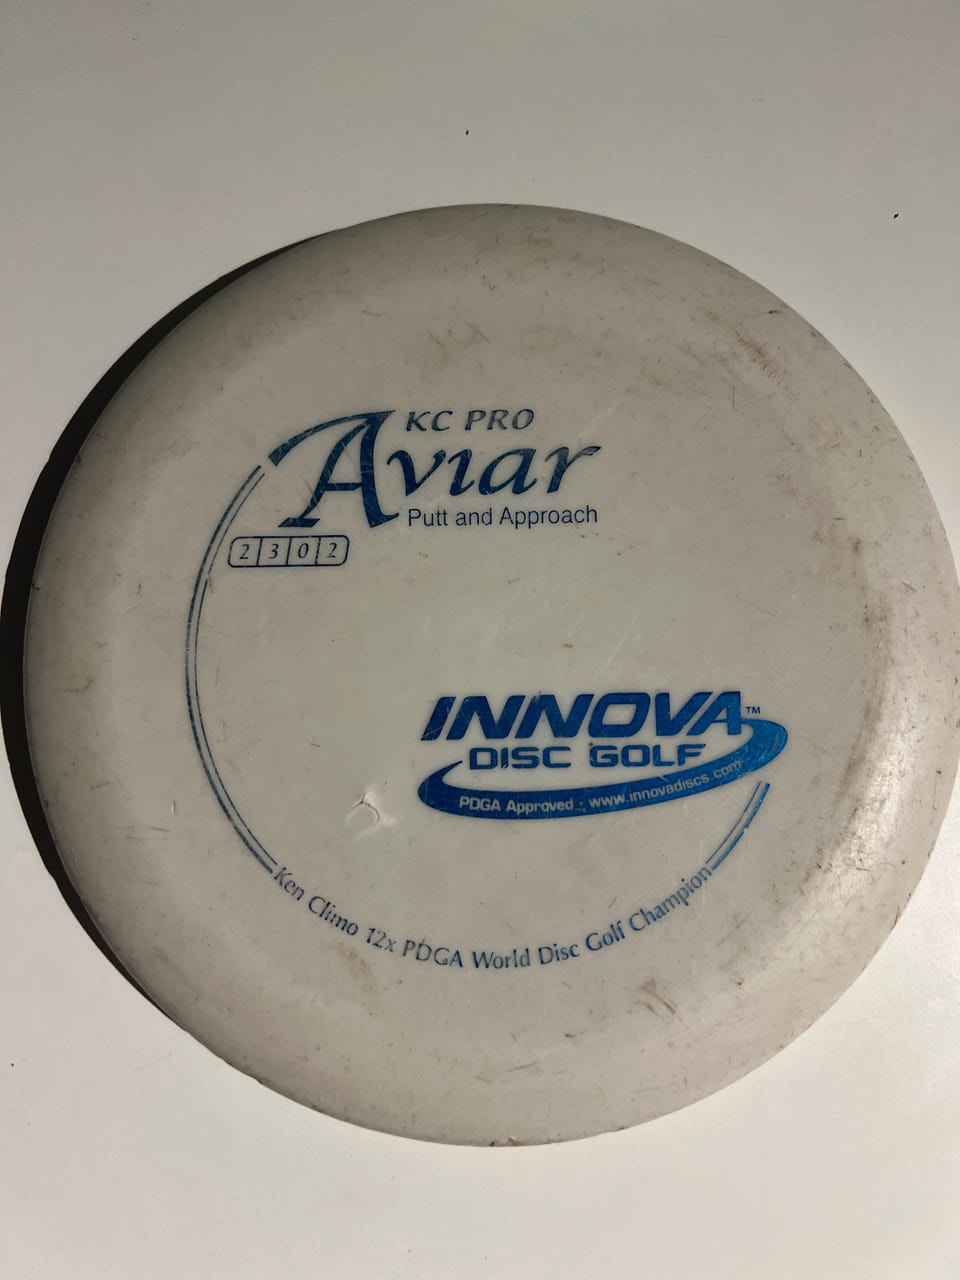 KC PRO
Aviar
Putt and Approach
2 3 0 2
INNOVA™
DISC GOLF
PDGA Approved · www.innovadiscs.com
Ken Climo 12x PDGA World Disc Golf Champion